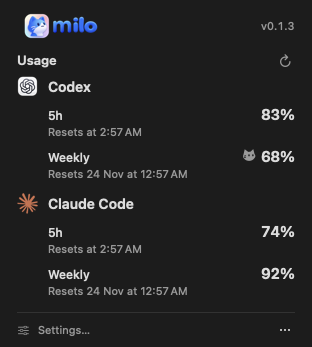 milo
v0.1.3
Usage
Codex
5h 83%
Resets at 2:57 AM
Weekly 68%
Resets 24 Nov at 12:57 AM
Claude Code
5h 74%
Resets at 2:57 AM
Weekly 92%
Resets 24 Nov at 12:57 AM
Settings...